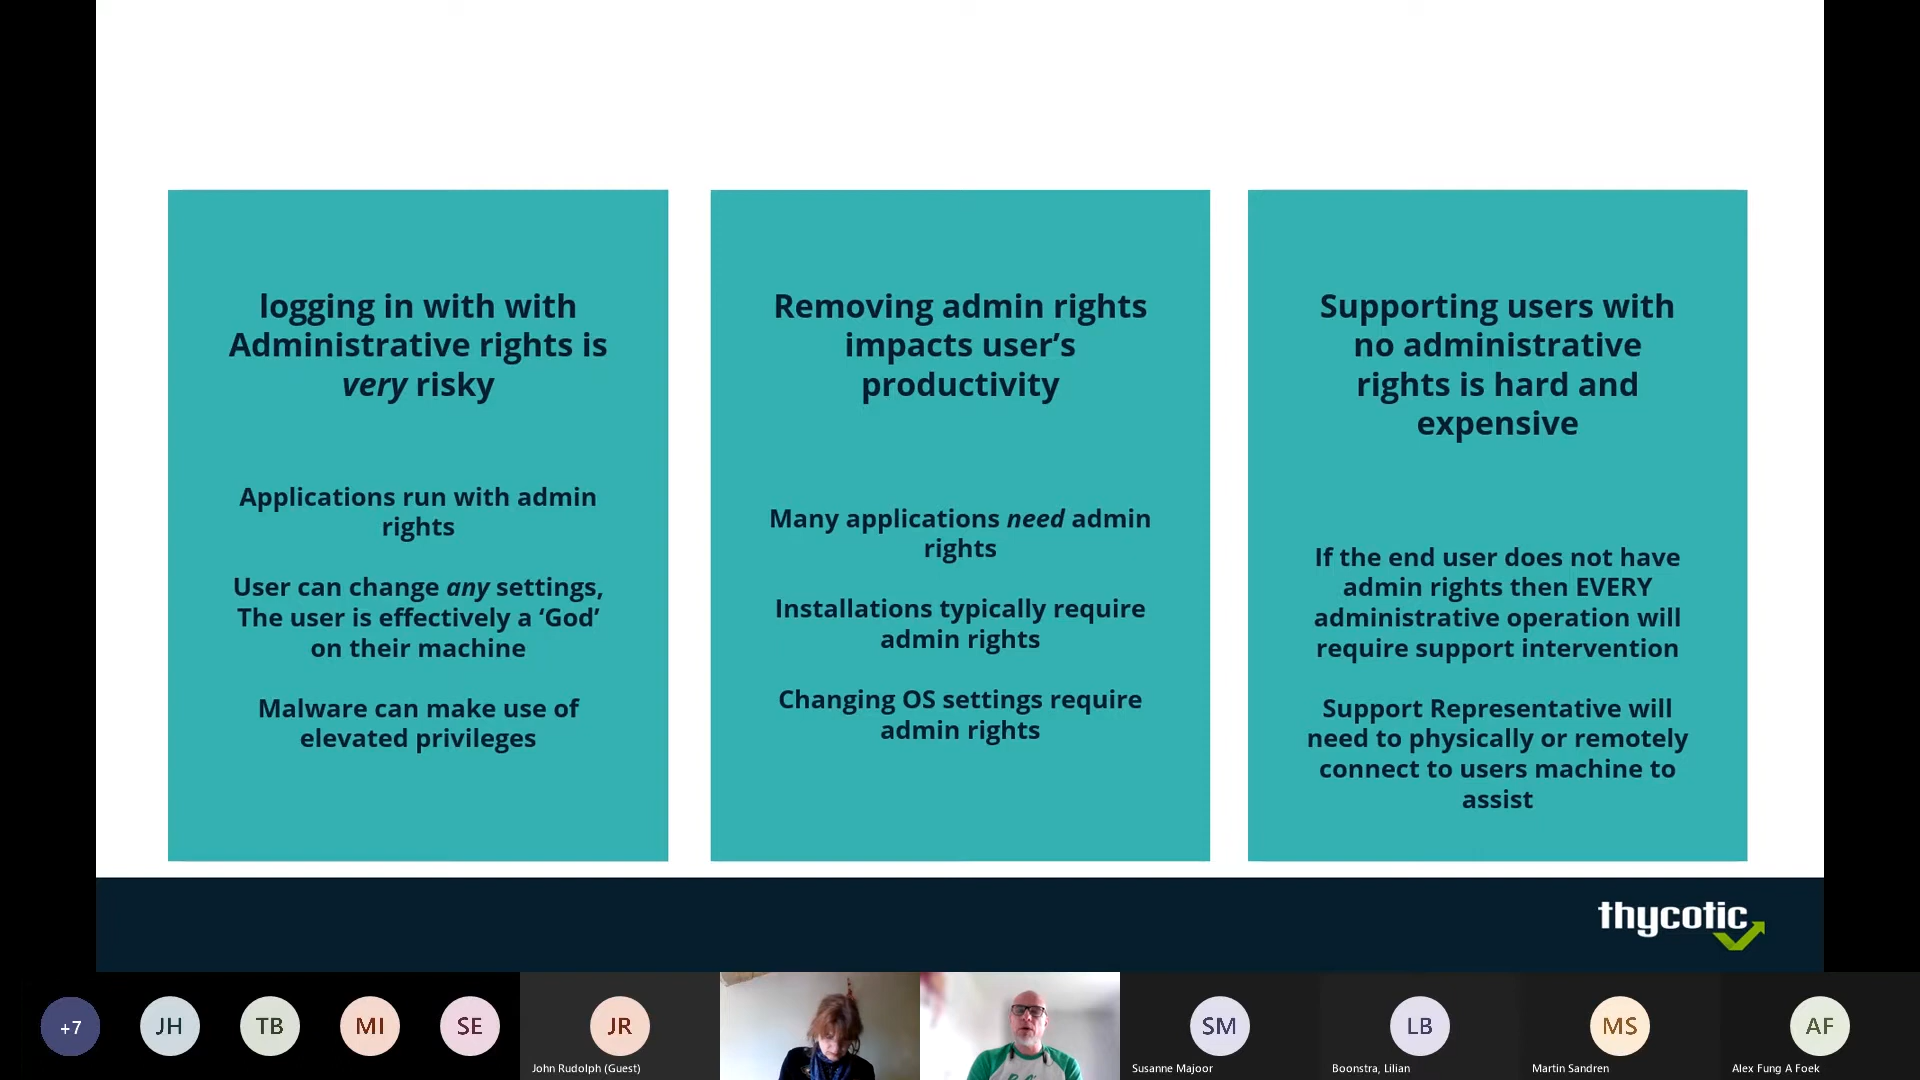 logging in with with
Administrative rights is
very risky
Applications run with admin
rights
User can change any settings,
The user is effectively a ‘God’
on their machine
Malware can make use of
elevated privileges
Removing admin rights
impacts user’s
productivity
Many applications need admin
rights
Installations typically require
admin rights
Changing OS settings require
admin rights
Supporting users with
no administrative
rights is hard and
expensive
If the end user does not have
admin rights then EVERY
administrative operation will
require support intervention
Support Representative will
need to physically or remotely
connect to users machine to
assist
thycotic
+7
JH
TB
MI
SE
JR
John Rudolph (Guest)
SM
Susanne Majoor
LB
Boonstra, Lilian
MS
Martin Sandren
AF
Alex Fung A Foek